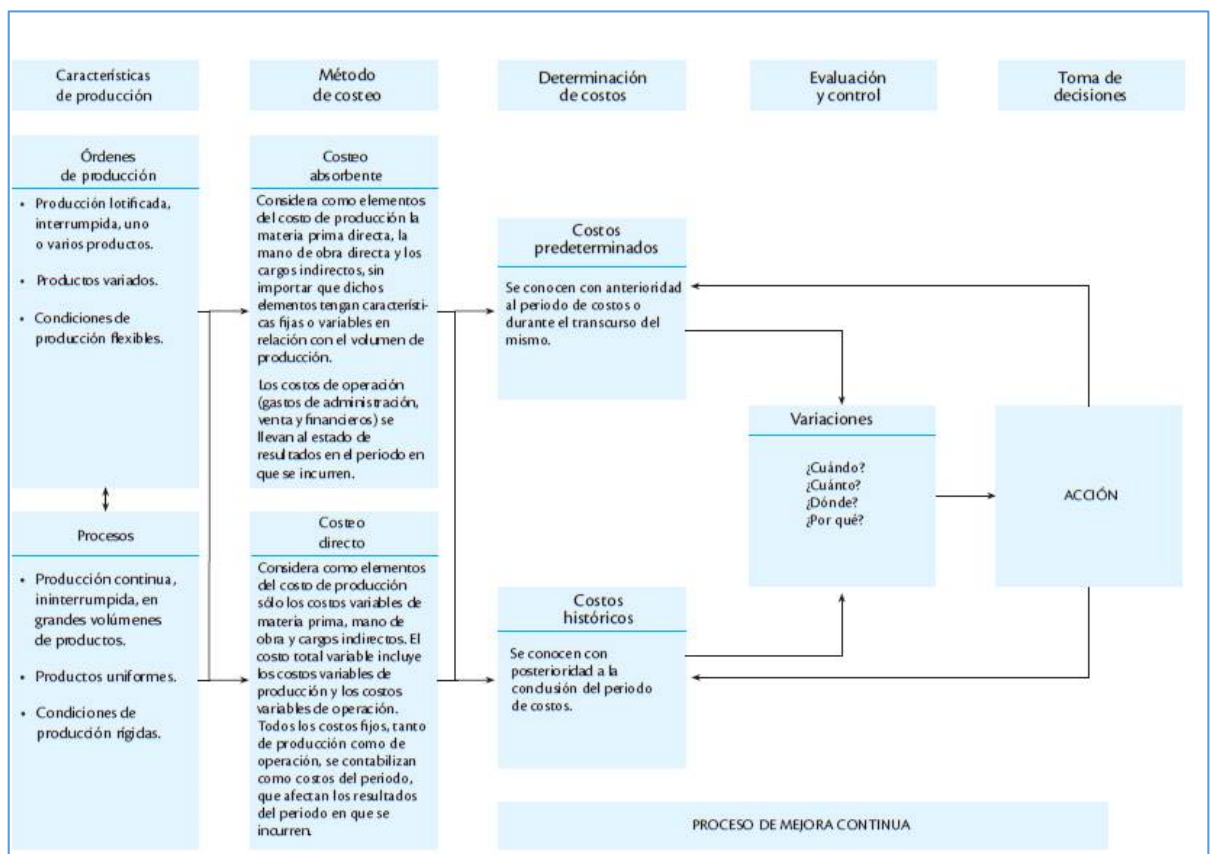 Características
de producción
Método
de costeo
Determinación
de costos
Evaluación
y control
Toma de
decisiones
Órdenes
de producción
• Producción lotificada,
interrumpida, uno
o varios productos.
• Productos variados.
• Condiciones de
producción flexibles.
Procesos
• Producción continua,
ininterrumpida, en
grandes volúmenes
de productos.
• Productos uniformes.
• Condiciones de
producción rígidas.
Costeo
absorbente
Considera como elementos
del costo de producción la
materia prima directa, la
mano de obra directa y los
cargos indirectos, sin
importar que dichos
elementos tengan característi-
cas fijas o variables en
relación con el volumen de
producción.
Los costos de operación
(gastos de administración,
venta y financieros) se
llevan al estado de
resultados en el periodo en
que se incurren.
Costeo
directo
Considera como elementos
del costo de producción
sólo los costos variables de
materia prima, mano de
obra y cargos indirectos. El
costo total variable incluye
los costos variables de
producción y los costos
variables de operación.
Todos los costos fijos, tanto
de producción como de
operación, se contabilizan
como costos del periodo,
que afectan los resultados
del periodo en que se
incurren.
Costos
predeterminados
Se conocen con anterioridad
al periodo de costos o
durante el transcurso del
mismo.
Costos
históricos
Se conocen con
posterioridad a la
conclusión del periodo
de costos.
Variaciones
¿Cuándo?
¿Cuánto?
¿Dónde?
¿Por qué?
ACCIÓN
PROCESO DE MEJORA CONTINUA